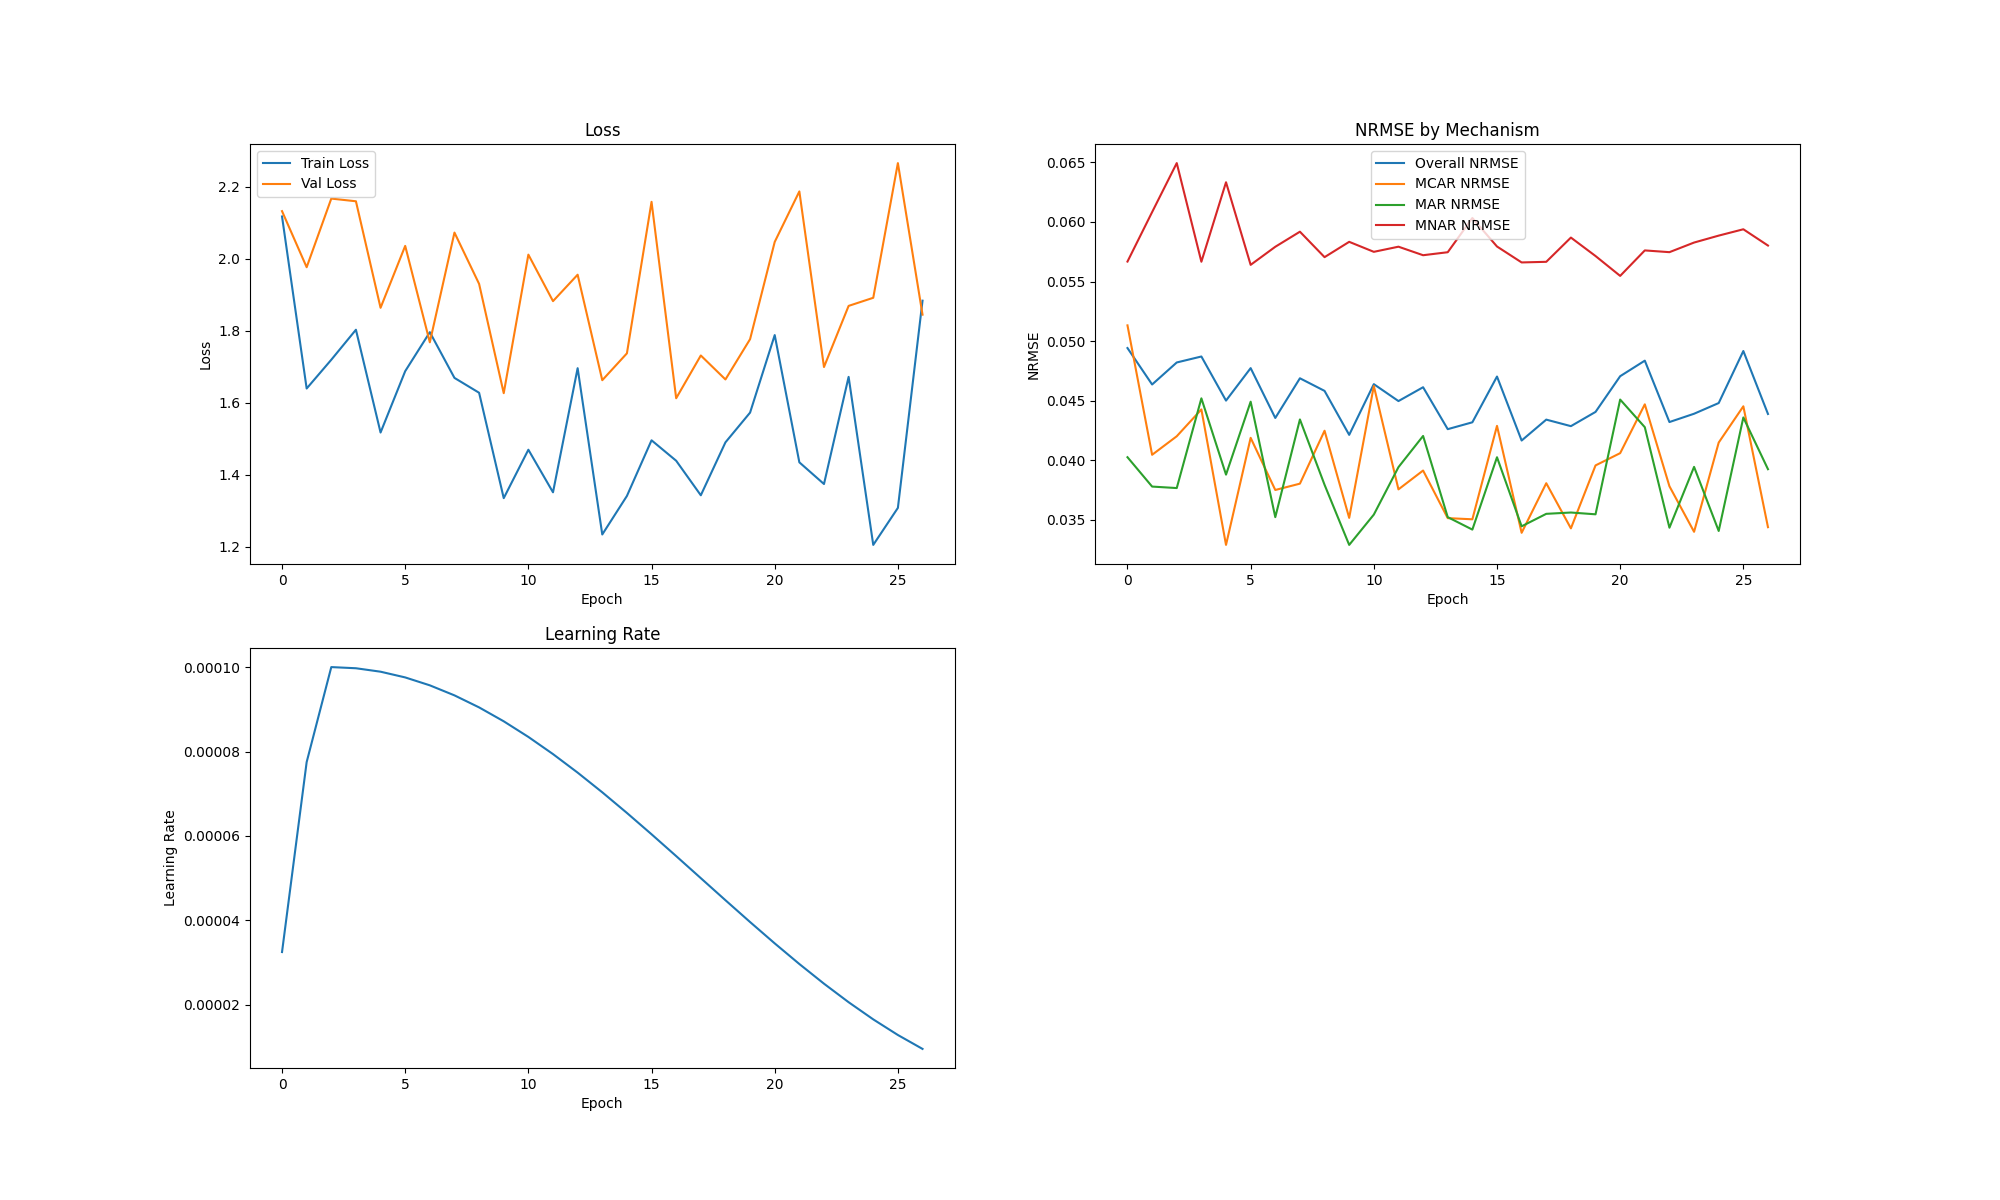 Loss
Train Loss
Val Loss
2.2
2.0
1.8
1.6
1.4
1.2
Loss
0 5 10 15 20 25
Epoch
NRMSE by Mechanism
Overall NRMSE
MCAR NRMSE
MAR NRMSE
MNAR NRMSE
0.065
0.060
0.055
0.050
0.045
0.040
0.035
NRMSE
0 5 10 15 20 25
Epoch
Learning Rate
0.00010
0.00008
0.00006
0.00004
0.00002
Learning Rate
0 5 10 15 20 25
Epoch